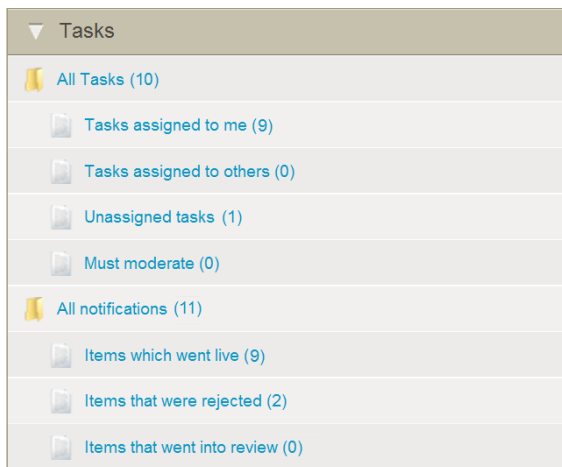 Tasks
All Tasks (10)
Tasks assigned to me (9)
Tasks assigned to others (0)
Unassigned tasks (1)
Must moderate (0)
All notifications (11)
Items which went live (9)
Items that were rejected (2)
Items that went into review (0)